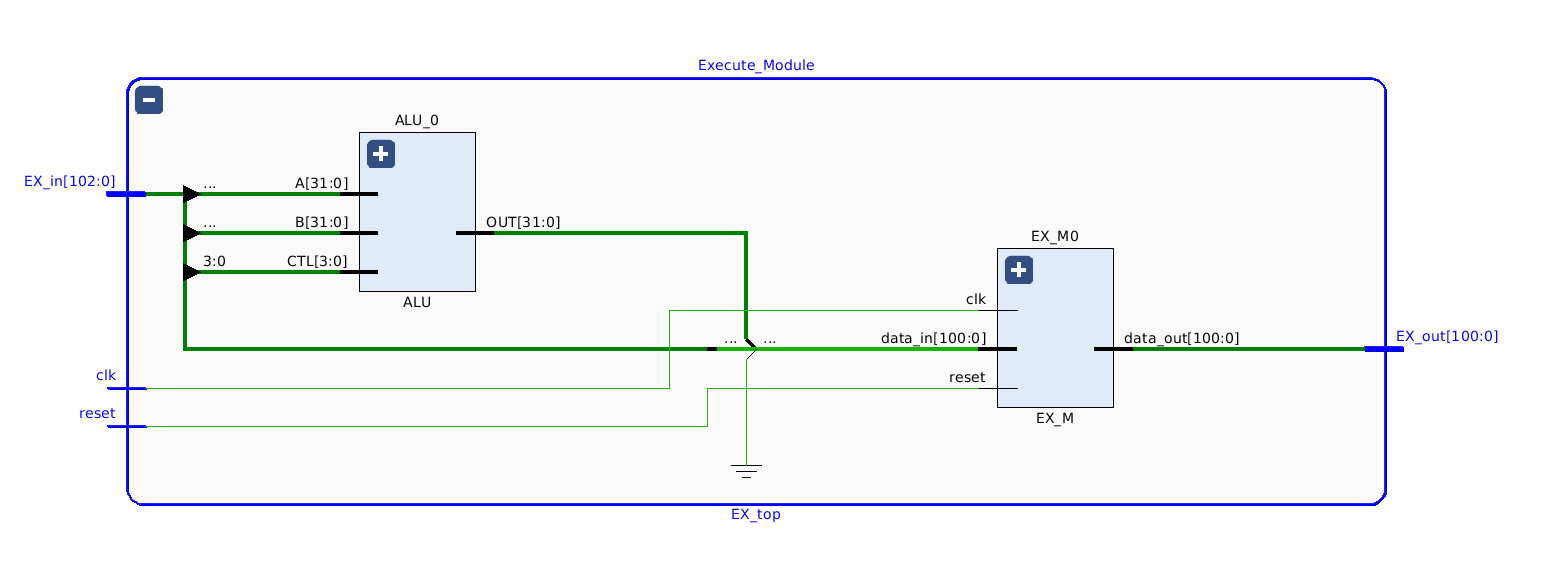 Execute_Module
ALU_0
EX_in[102:0]
...
A[31:0]
...
B[31:0]
OUT[31:0]
3:0
CTL[3:0]
ALU
EX_M0
clk
...
...
data_in[100:0]
data_out[100:0]
EX_out[100:0]
clk
reset
reset
EX_M
EX_top